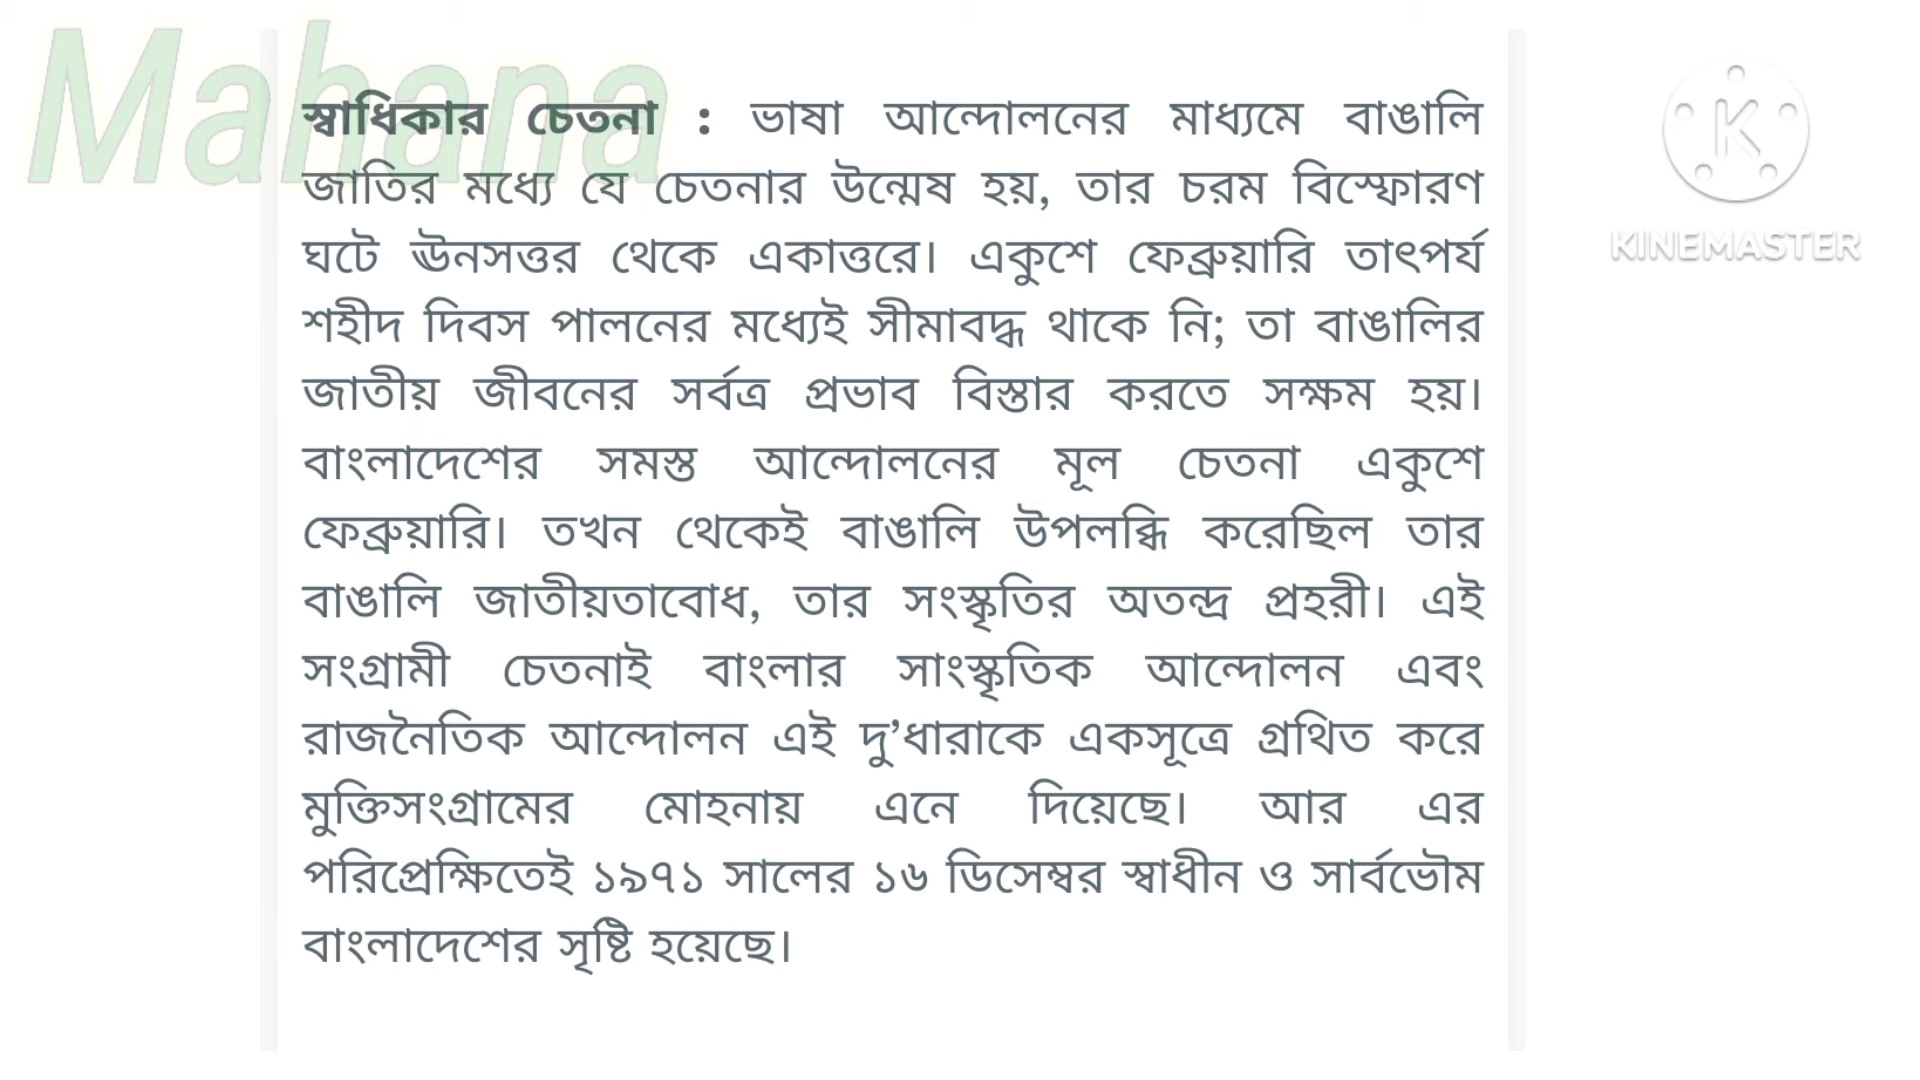 Mahana
স্বাধিকার চেতনা : ভাষা আন্দোলনের মাধ্যমে বাঙালি
জাতির মধ্যে যে চেতনার উন্মেষ হয়, তার চরম বিস্ফোরণ
ঘটে ঊনসত্তর থেকে একাত্তরে। একুশে ফেব্রুয়ারি তাৎপর্য
শহীদ দিবস পালনের মধ্যেই সীমাবদ্ধ থাকে নি; তা বাঙালির
জাতীয় জীবনের সর্বত্র প্রভাব বিস্তার করতে সক্ষম হয়।
বাংলাদেশের সমস্ত আন্দোলনের মূল চেতনা একুশে
ফেব্রুয়ারি। তখন থেকেই বাঙালি উপলব্ধি করেছিল তার
বাঙালি জাতীয়তাবোধ, তার সংস্কৃতির অতন্দ্র প্রহরী। এই
সংগ্রামী চেতনাই বাংলার সাংস্কৃতিক আন্দোলন এবং
রাজনৈতিক আন্দোলন এই দু’ধারাকে একসূত্রে গ্রথিত করে
মুক্তিসংগ্রামের মোহনায় এনে দিয়েছে। আর এর
পরিপ্রেক্ষিতেই ১৯৭১ সালের ১৬ ডিসেম্বর স্বাধীন ও সার্বভৌম
বাংলাদেশের সৃষ্টি হয়েছে।
K
KINEMASTER